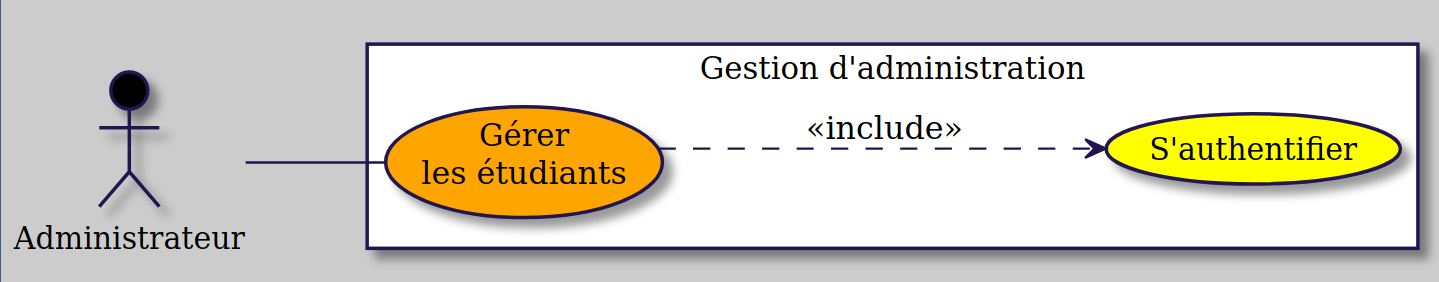 Gestion d'administration
«include»
Gérer
les étudiants
S'authentifier
Administrateur